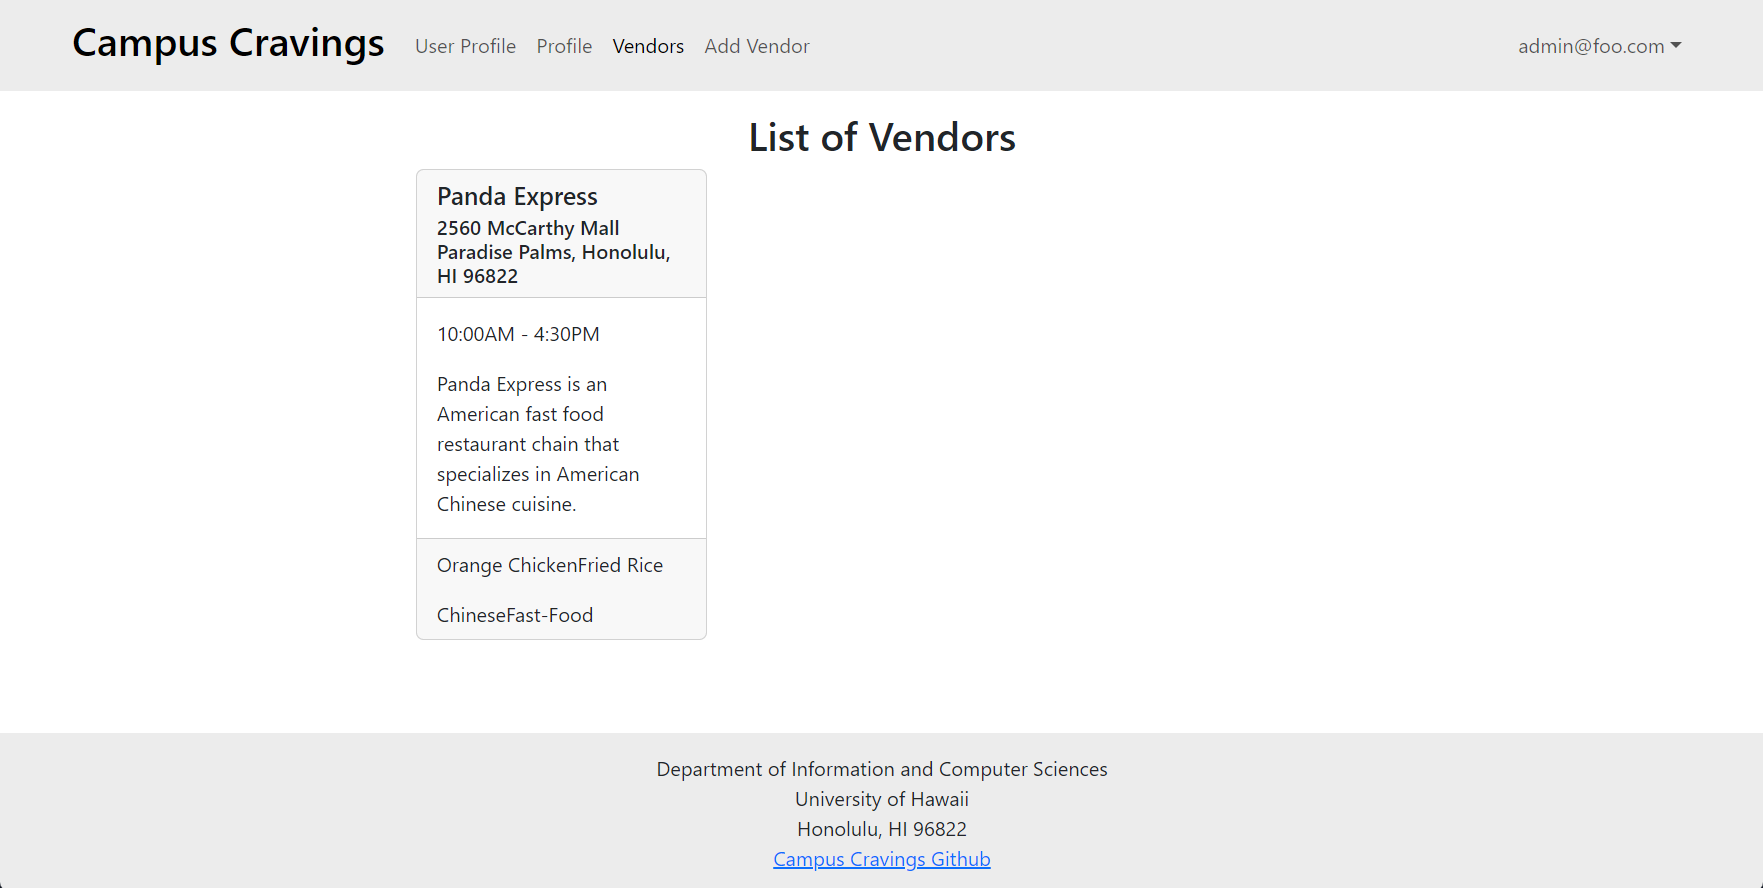 Campus Cravings User Profile Profile Vendors Add Vendor admin@foo.com
List of Vendors
Panda Express
2560 McCarthy Mall
Paradise Palms, Honolulu,
HI 96822
10:00AM - 4:30PM
Panda Express is an
American fast food
restaurant chain that
specializes in American
Chinese cuisine.
Orange ChickenFried Rice
ChineseFast-Food
Department of Information and Computer Sciences
University of Hawaii
Honolulu, HI 96822
Campus Cravings Github